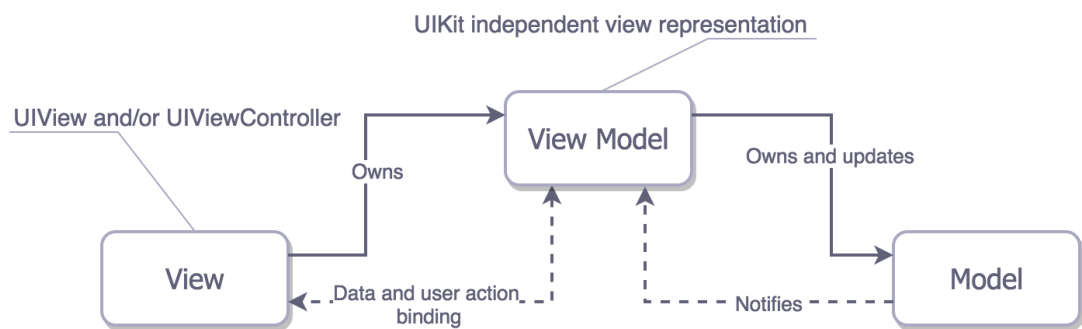 UIKit independent view representation
UIView and/or UIViewController
View Model
Owns and updates
Owns
View
Model
Data and user action
binding
Notifies